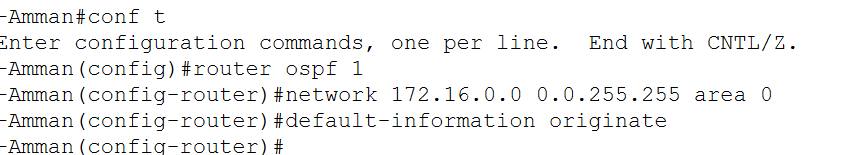 -Amman#conf t
Enter configuration commands, one per line.  End with CNTL/Z.
-Amman(config)#router ospf 1
-Amman(config-router)#network 172.16.0.0 0.0.255.255 area 0
-Amman(config-router)#default-information originate
-Amman(config-router)#